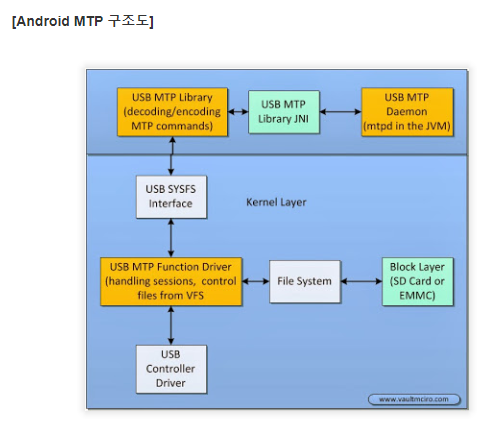 [Android MTP 구조도]
USB MTP Library
(decoding/encoding
MTP commands)
USB MTP
Library JNI
USB MTP
Daemon
(mtpd in the JVM)
USB SYSFS
Interface
Kernel Layer
USB MTP Function Driver
(handling sessions, control
files from VFS)
File System
Block Layer
(SD Card or
EMMC)
USB
Controller
Driver
www.vaultmciro.com